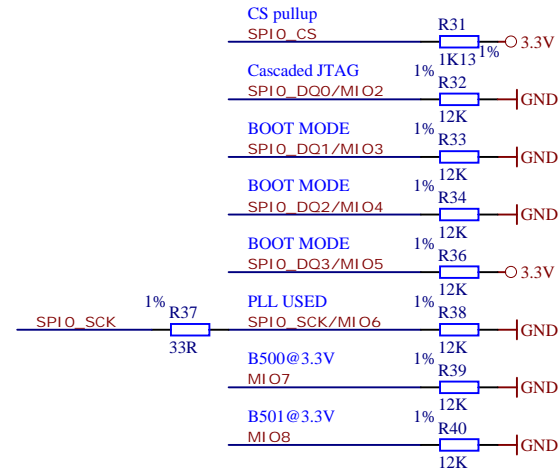 CS pullup
R31
SPI0_CS
1%
3.3V
1K13
Cascaded JTAG
1%
R32
SPI0_DQ0/MIO2
GND
12K
BOOT MODE
1%
R33
SPI0_DQ1/MIO3
GND
12K
BOOT MODE
1%
R34
SPI0_DQ2/MIO4
GND
12K
BOOT MODE
1%
R36
SPI0_DQ3/MIO5
3.3V
12K
1%
R37
PLL USED
1%
R38
SPI0_SCK
SPI0_SCK/MIO6
GND
33R
12K
B500@3.3V
1%
R39
MIO7
GND
12K
B501@3.3V
1%
R40
MIO8
GND
12K